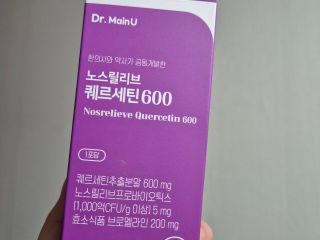 Dr. MainU
한의사와 약사가 공동개발한
노스릴리브
퀘르세틴 600
Nosrelieve Quercetin 600
1포당
퀘르세틴추출분말 600 mg
노스릴리브프로바이오틱스
[1,000억CFU/g 이상] 5 mg
효소식품 브로멜라인 200 mg